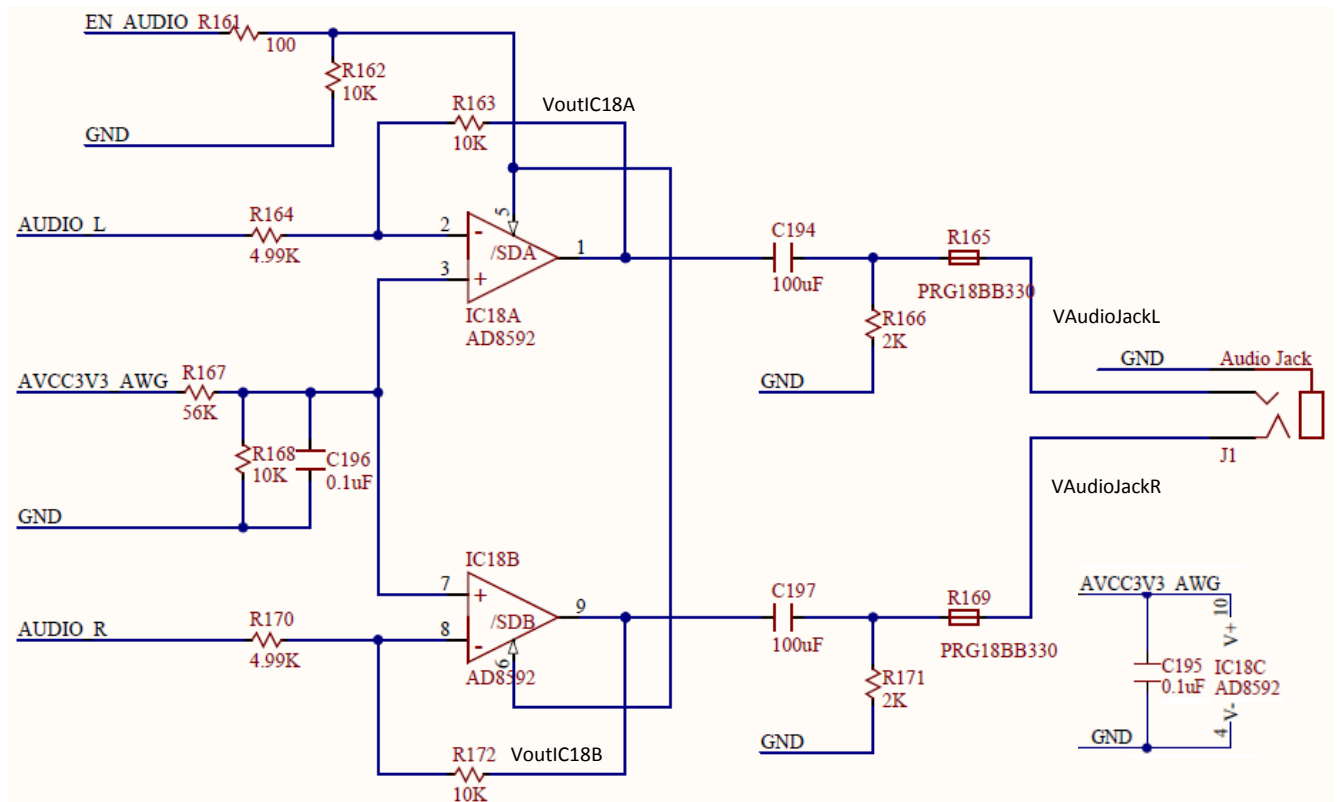 EN_AUDIO R161
100
R162
10K
GND
R163
10K
VoutIC18A
AUDIO_L
R164
4.99K
5
2
-
/SDA
1
3
+
IC18A
AD8592
C194
100uF
R165
PRG18BB330
R166
2K
GND
VAudioJackL
GND
Audio Jack
AVCC3V3_AWG
R167
56K
R168
10K
C196
0.1uF
GND
J1
VAudioJackR
IC18B
7
+
/SDB
9
8
-
6
AD8592
AUDIO_R
R170
4.99K
C197
100uF
R169
PRG18BB330
R171
2K
GND
R172
10K
VoutIC18B
AVCC3V3_AWG
10
V+
C195
0.1uF
IC18C
AD8592
V-
4
GND